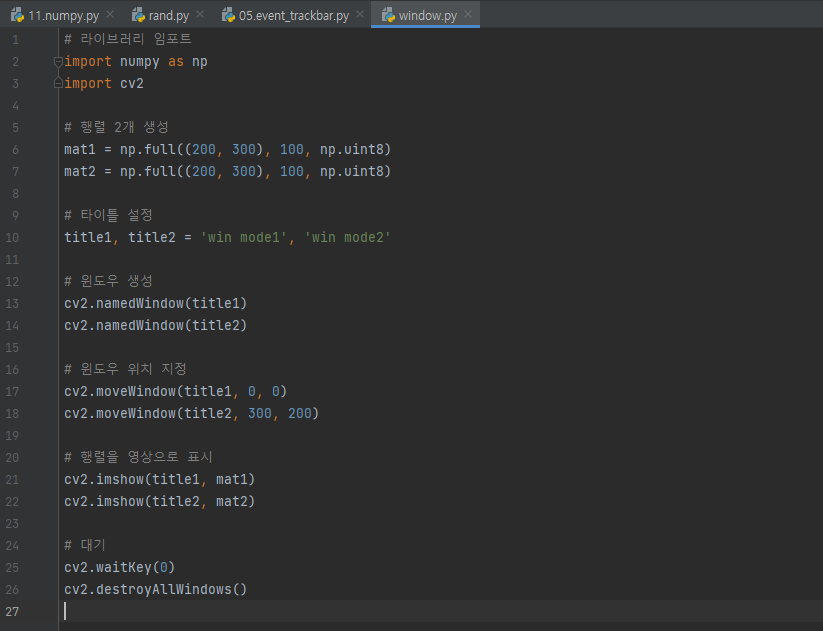 11.numpy.py × rand.py × 05.event_trackbar.py × window.py ×
1 # 라이브러리 임포트
2 import numpy as np
3 import cv2
4
5 # 행렬 2개 생성
6 mat1 = np.full((200, 300), 100, np.uint8)
7 mat2 = np.full((200, 300), 100, np.uint8)
8
9 # 타이틀 설정
10 title1, title2 = 'win mode1', 'win mode2'
11
12 # 윈도우 생성
13 cv2.namedWindow(title1)
14 cv2.namedWindow(title2)
15
16 # 윈도우 위치 지정
17 cv2.moveWindow(title1, 0, 0)
18 cv2.moveWindow(title2, 300, 200)
19
20 # 행렬을 영상으로 표시
21 cv2.imshow(title1, mat1)
22 cv2.imshow(title2, mat2)
23
24 # 대기
25 cv2.waitKey(0)
26 cv2.destroyAllWindows()
27